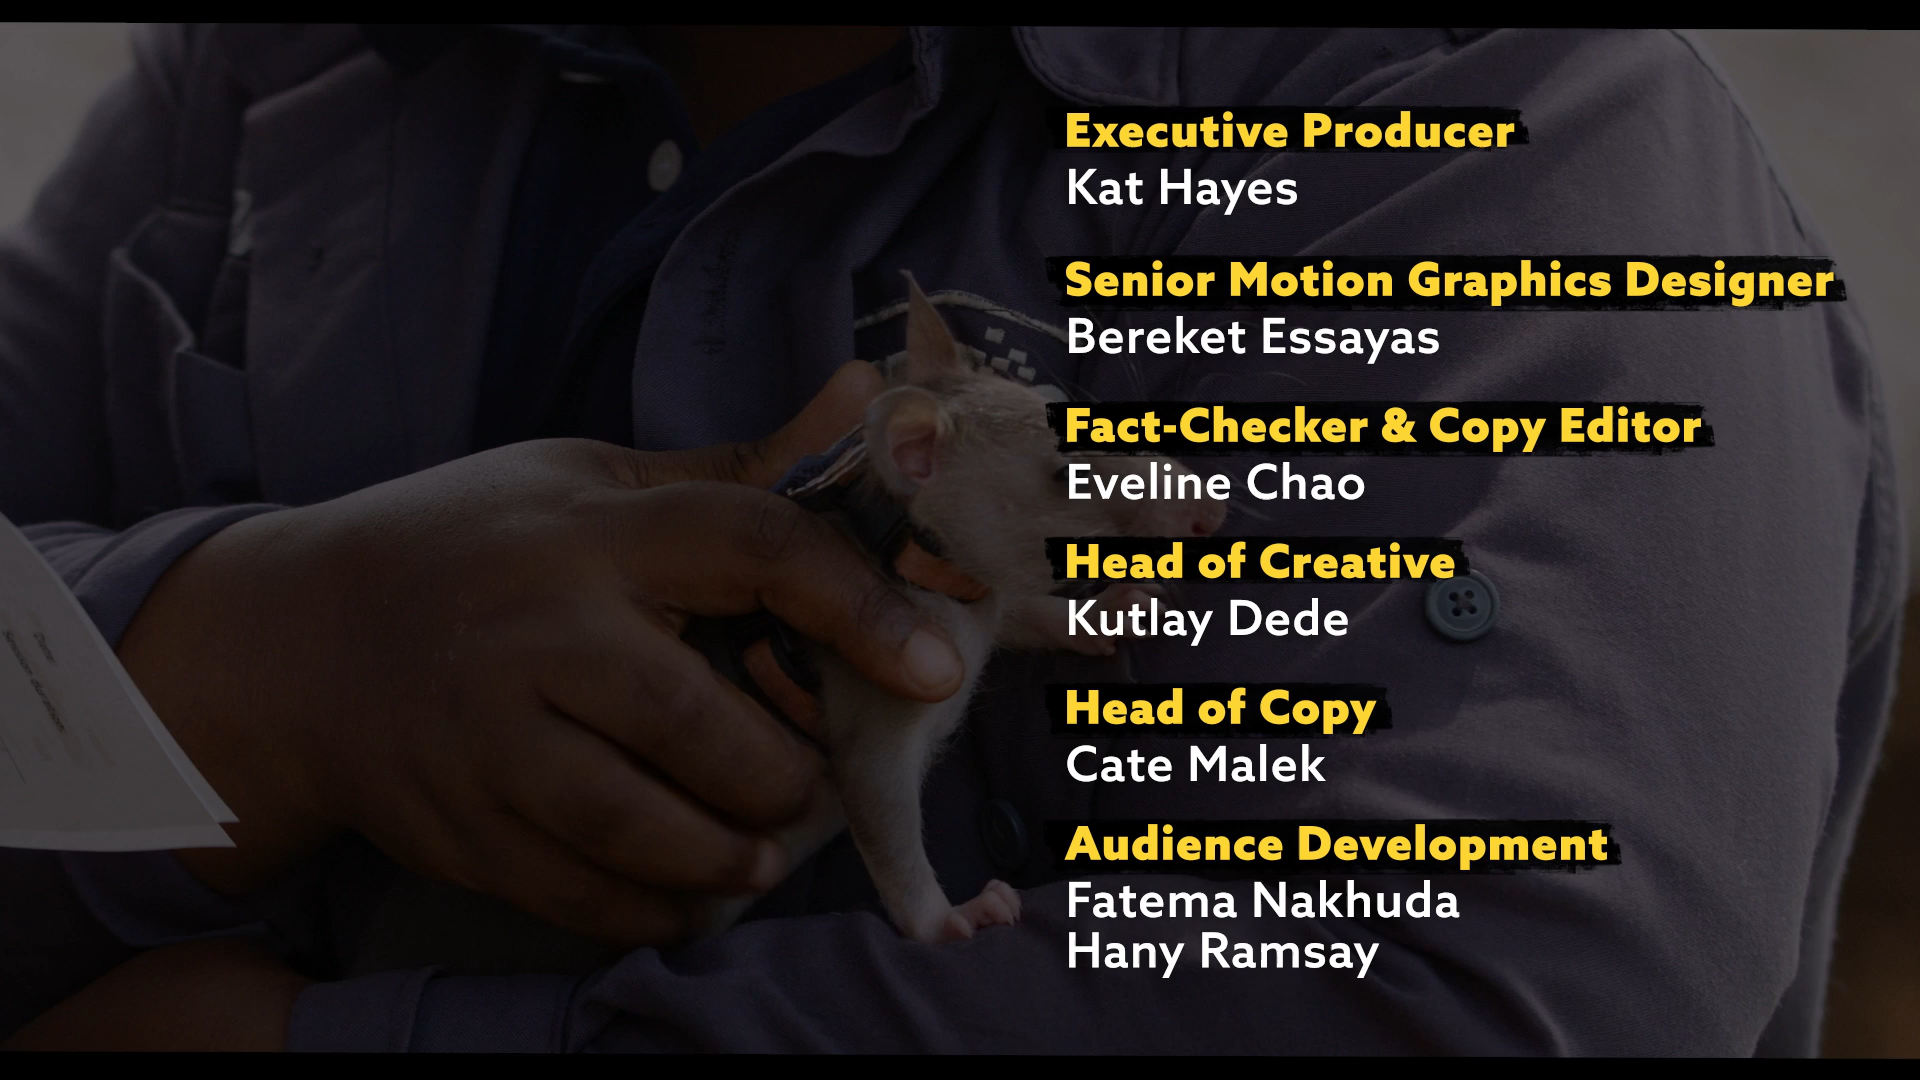 Executive Producer
Kat Hayes
Senior Motion Graphics Designer
Bereket Essayas
Fact-Checker & Copy Editor
Eveline Chao
Head of Creative
Kutlay Dede
Head of Copy
Cate Malek
Audience Development
Fatema Nakhuda
Hany Ramsay